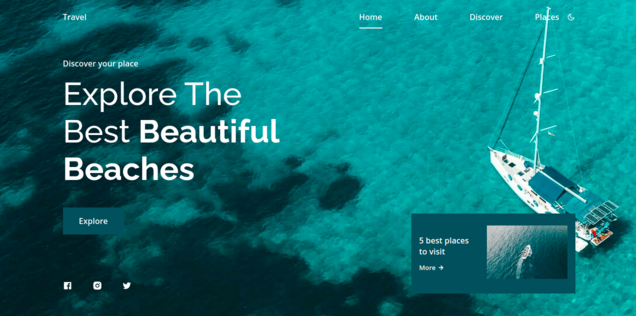 Travel
Home
About
Discover
Places
Discover your place
Explore The
Best Beautiful
Beaches
Explore
5 best places
to visit
More →